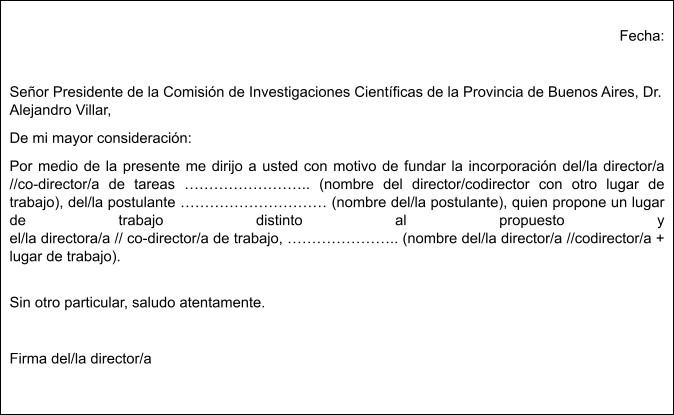 Fecha:
Señor Presidente de la Comisión de Investigaciones Científicas de la Provincia de Buenos Aires, Dr.
Alejandro Villar,
De mi mayor consideración:
Por medio de la presente me dirijo a usted con motivo de fundar la incorporación del/la director/a
//co-director/a de tareas …………………….. (nombre del director/codirector con otro lugar de
trabajo), del/la postulante ………………………… (nombre del/la postulante), quien propone un lugar
de trabajo distinto al propuesto y
el/la directora/a // co-director/a de trabajo, ………………….. (nombre del/la director/a //codirector/a +
lugar de trabajo).
Sin otro particular, saludo atentamente.
Firma del/la director/a